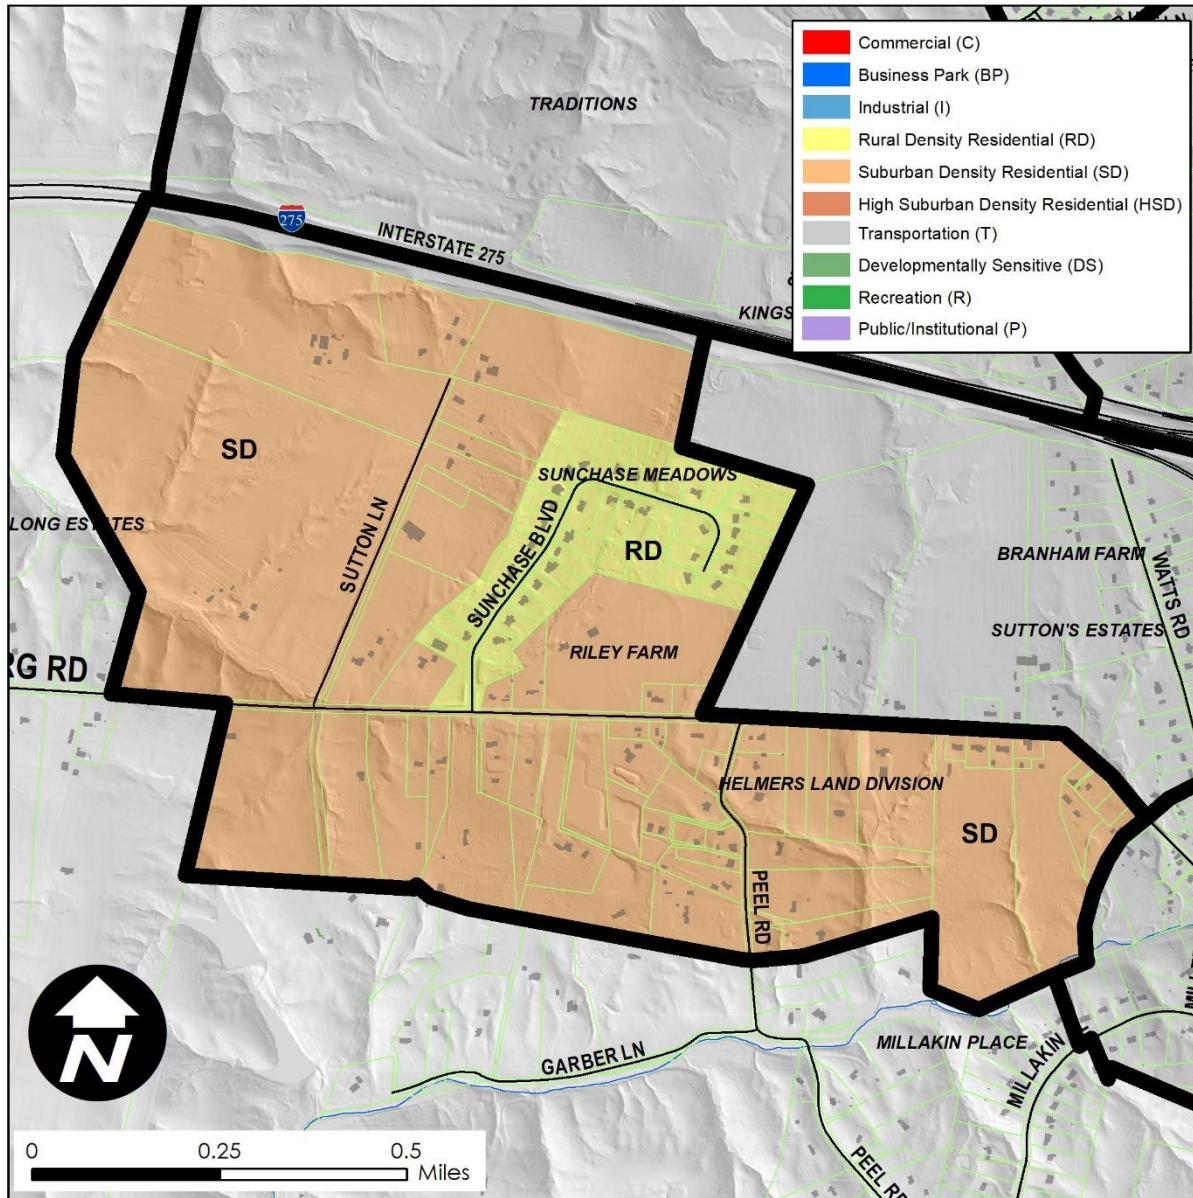 TRADITIONS
Commercial (C)
Business Park (BP)
Industrial (I)
Rural Density Residential (RD)
Suburban Density Residential (SD)
High Suburban Density Residential (HSD)
Transportation (T)
Developmentally Sensitive (DS)
Recreation (R)
Public/Institutional (P)
275
INTERSTATE 275
KINGS
SD
SUNCHASE MEADOWS
LONG ESTATES
SUTTON LN
SUNCHASE BLVD
RD
BRANHAM FARM
WATTS RD
SUTTON'S ESTATES
RILEY FARM
RG RD
HELMERS LAND DIVISION
SD
PEEL RD
N
GARBER LN
MILLAKIN PLACE
MILLAKIN
PEEL RD
0 0.25 0.5
Miles